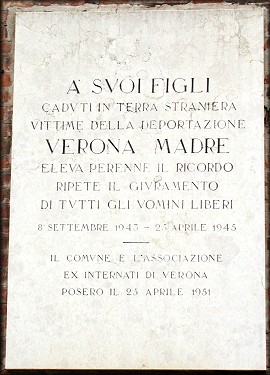 A' SVOI FIGLI
CADVTI IN TERRA STRANIERA
VITTIME DELLA DEPORTAZIONE
VERONA MADRE
ELEVA PERENNE IL RICORDO
RIPETE IL GIVRAMENTO
DI TVTTI GLI VOMINI LIBERI
8 SETTEMBRE 1943 - 25 APRILE 1945
IL COMVNE E L'ASSOCIAZIONE
EX INTERNATI DI VERONA
POSERO IL 25 APRILE 1951